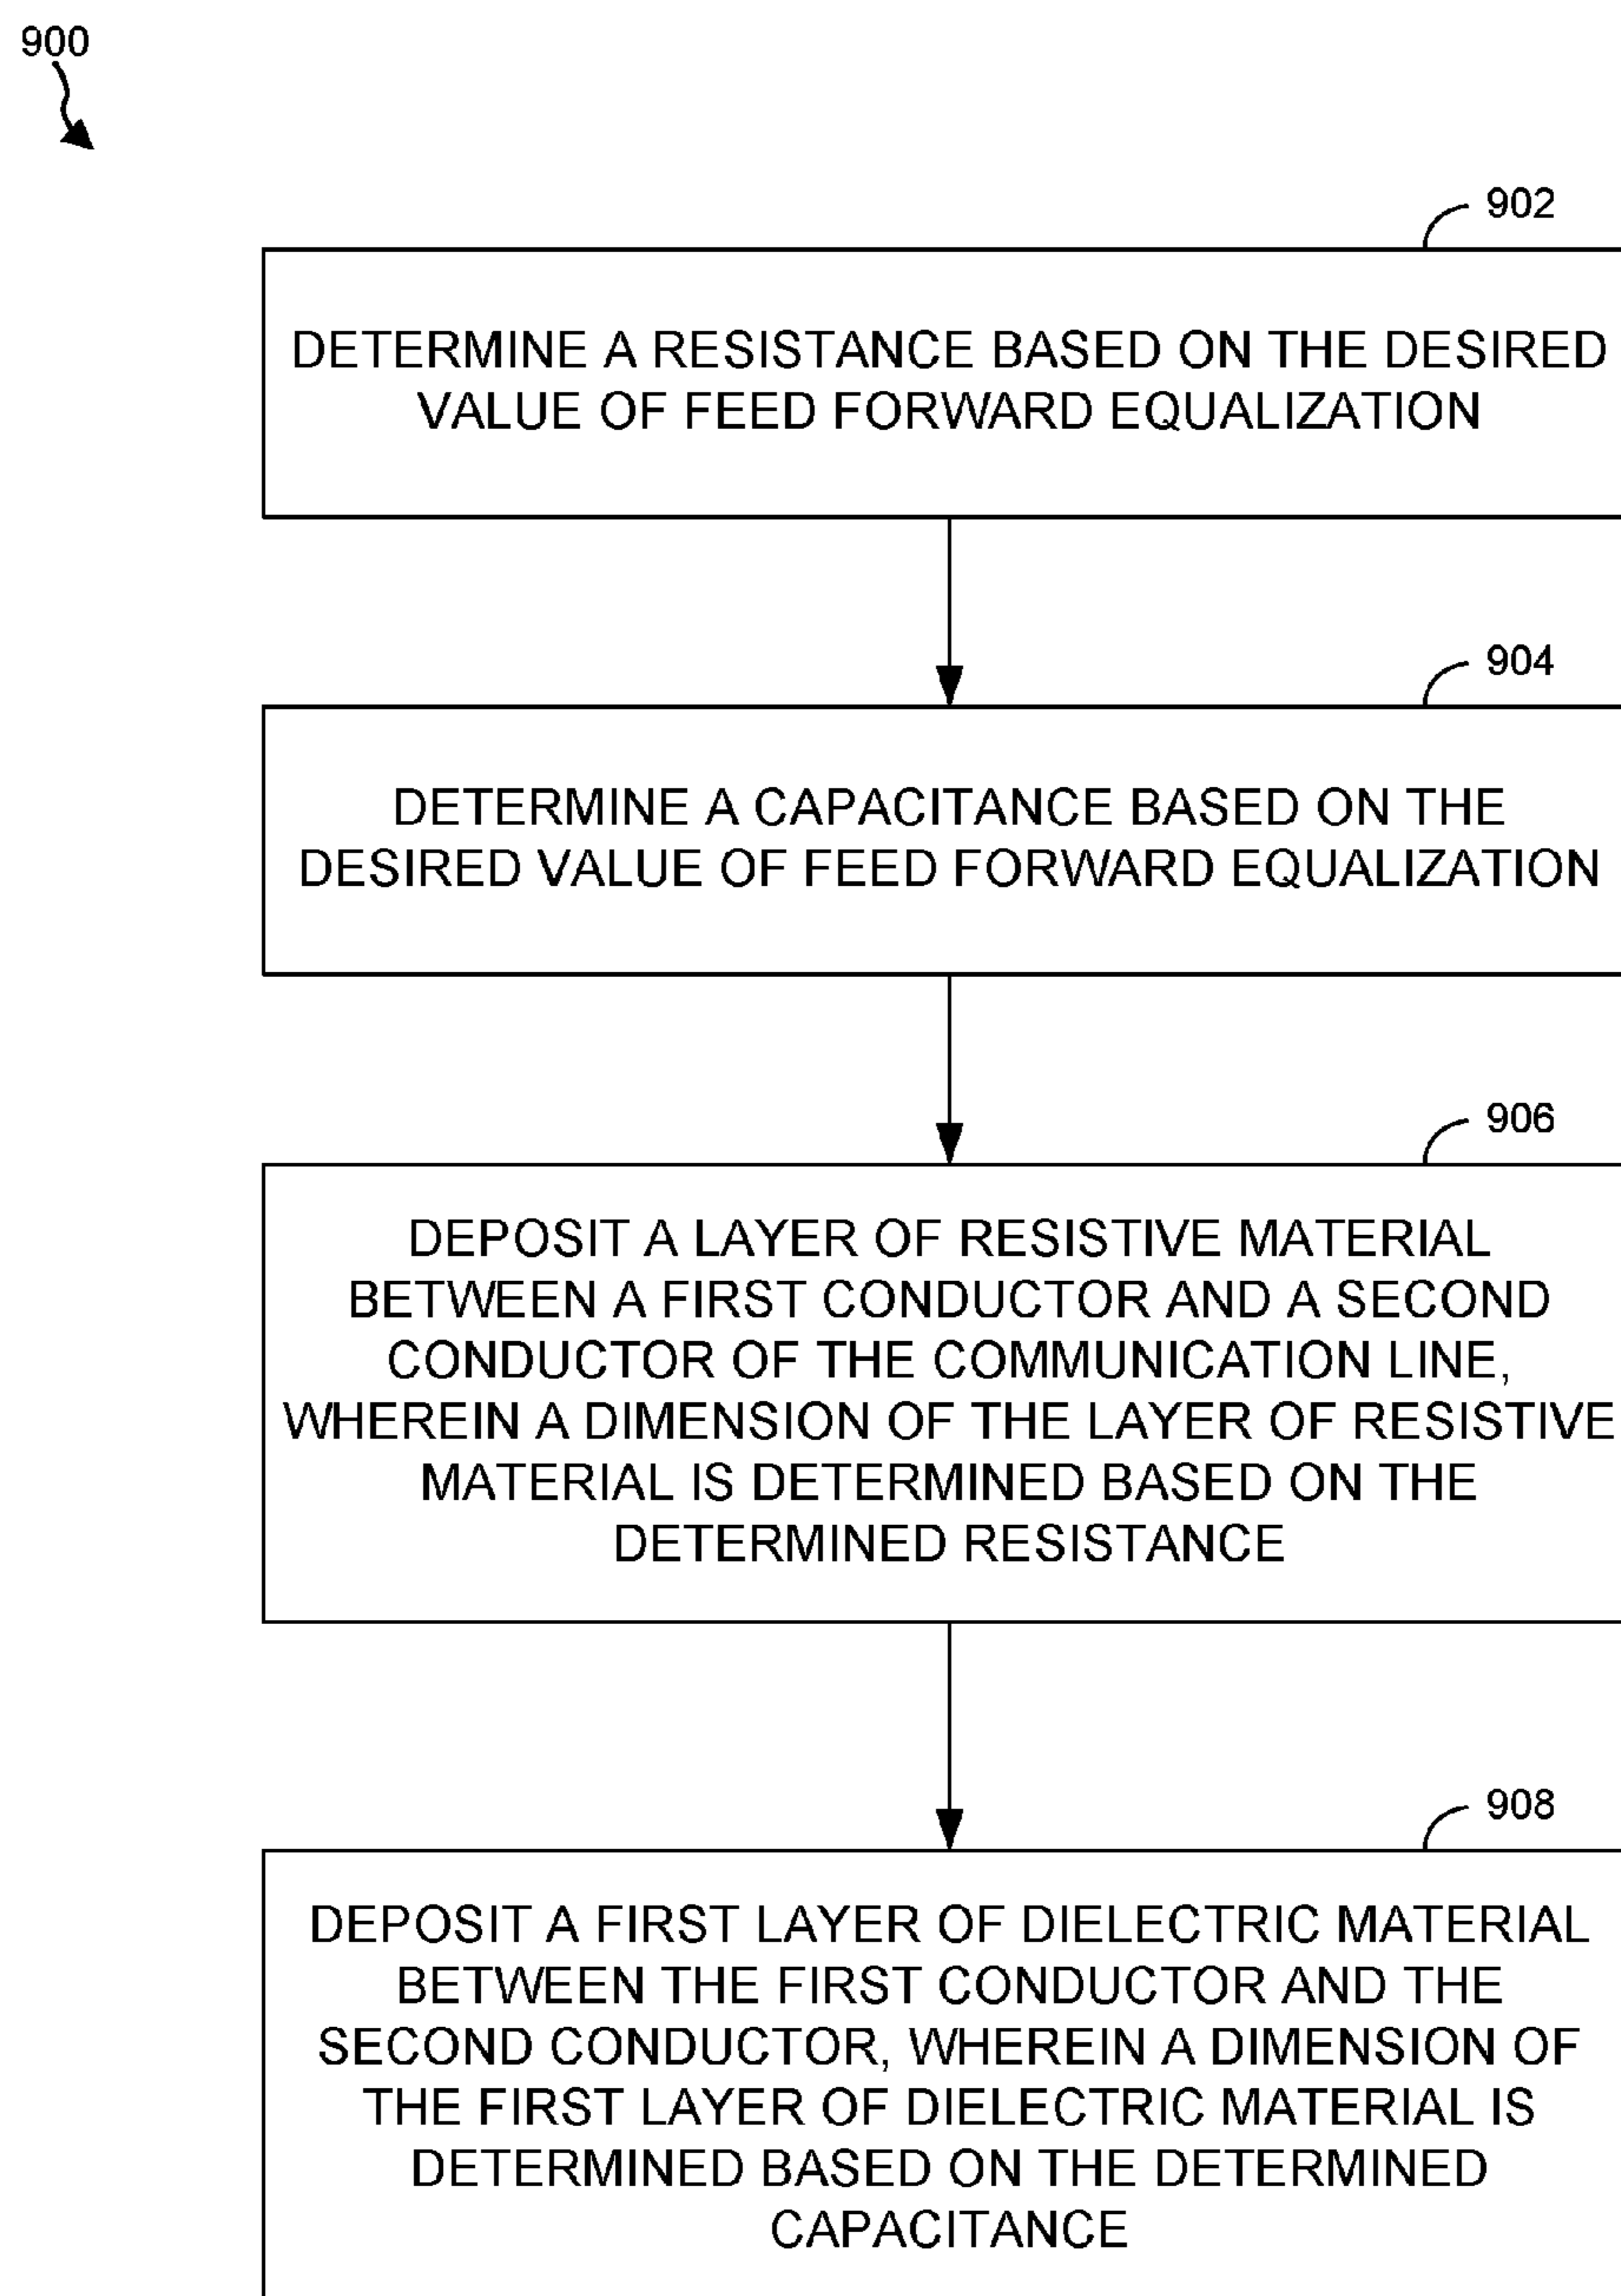 900
902
DETERMINE A RESISTANCE BASED ON THE DESIRED
VALUE OF FEED FORWARD EQUALIZATION
904
DETERMINE A CAPACITANCE BASED ON THE
DESIRED VALUE OF FEED FORWARD EQUALIZATION
906
DEPOSIT A LAYER OF RESISTIVE MATERIAL
BETWEEN A FIRST CONDUCTOR AND A SECOND
CONDUCTOR OF THE COMMUNICATION LINE,
WHEREIN A DIMENSION OF THE LAYER OF RESISTIVE
MATERIAL IS DETERMINED BASED ON THE
DETERMINED RESISTANCE
908
DEPOSIT A FIRST LAYER OF DIELECTRIC MATERIAL
BETWEEN THE FIRST CONDUCTOR AND THE
SECOND CONDUCTOR, WHEREIN A DIMENSION OF
THE FIRST LAYER OF DIELECTRIC MATERIAL IS
DETERMINED BASED ON THE DETERMINED
CAPACITANCE